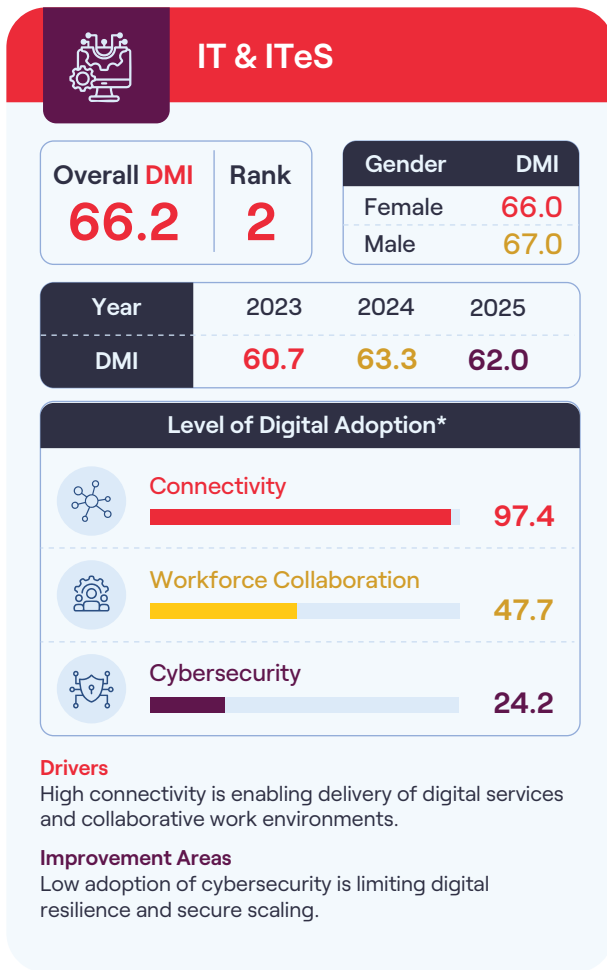 IT & ITeS
Overall DMI
66.2
Rank
2
Gender DMI
Female 66.0
Male 67.0
Year 2023 2024 2025
DMI 60.7 63.3 62.0
Level of Digital Adoption*
Connectivity
97.4
Workforce Collaboration
47.7
Cybersecurity
24.2
Drivers
High connectivity is enabling delivery of digital services
and collaborative work environments.
Improvement Areas
Low adoption of cybersecurity is limiting digital
resilience and secure scaling.